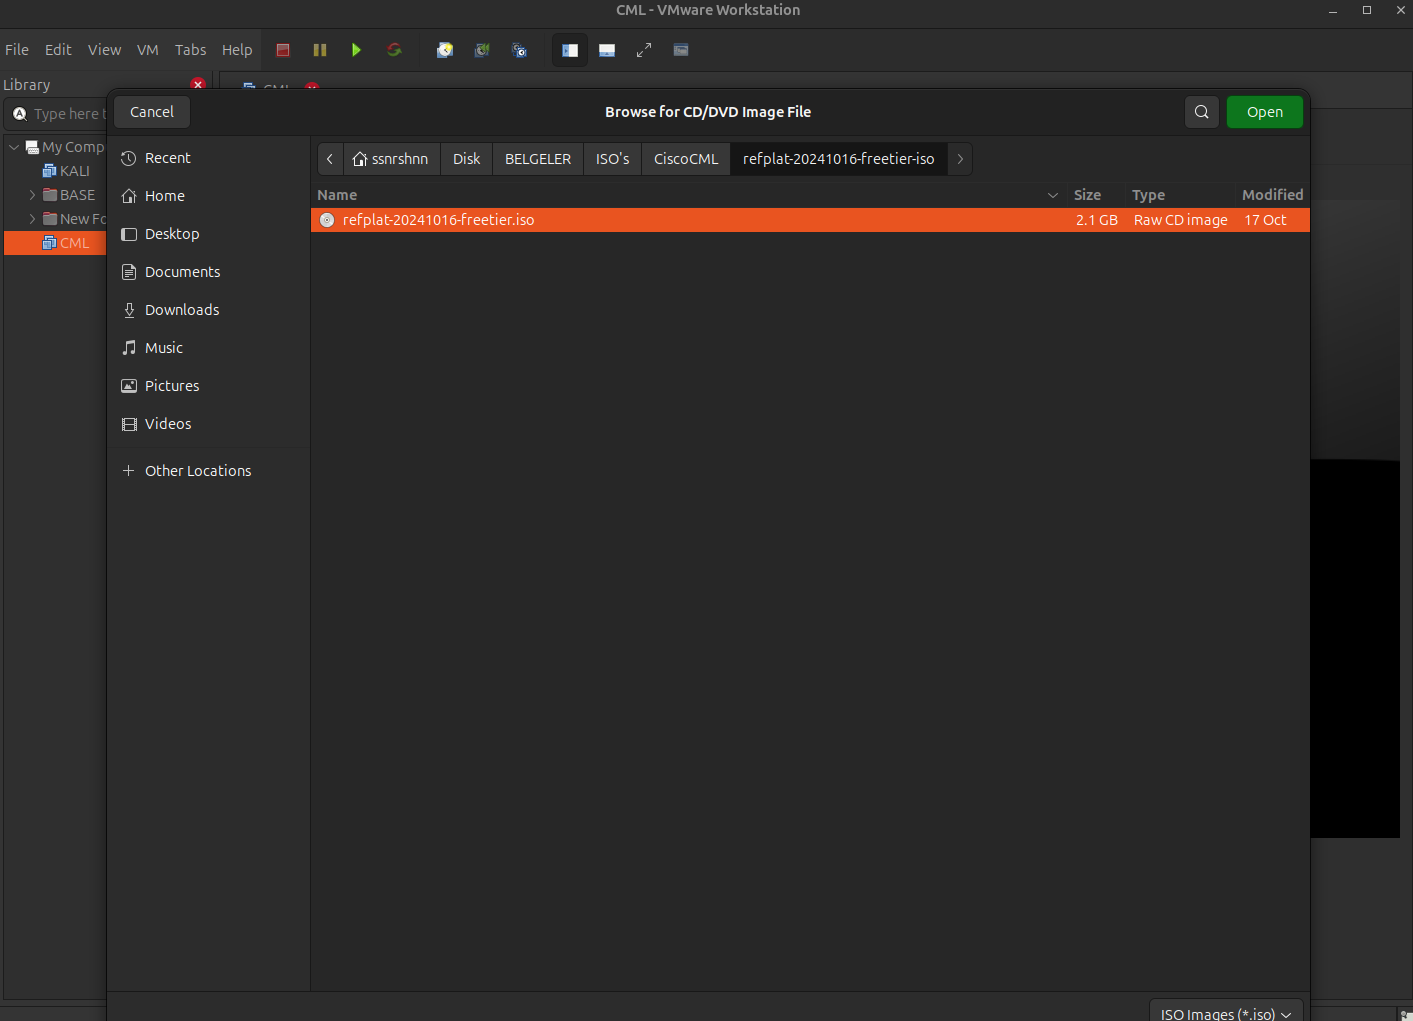 CML - VMware Workstation
File Edit View VM Tabs Help
Library
CML
Type here t
My Comp
KALI
BASE
New Fo
CML
Cancel
Browse for CD/DVD Image File
Open
Recent
Home
Desktop
Documents
Downloads
Music
Pictures
Videos
Other Locations
ssnrshnn Disk BELGELER ISO's CiscoCML refplat-20241016-freetier-iso
Name Size Type Modified
refplat-20241016-freetier.iso 2.1 GB Raw CD image 17 Oct
ISO Images (*.iso)